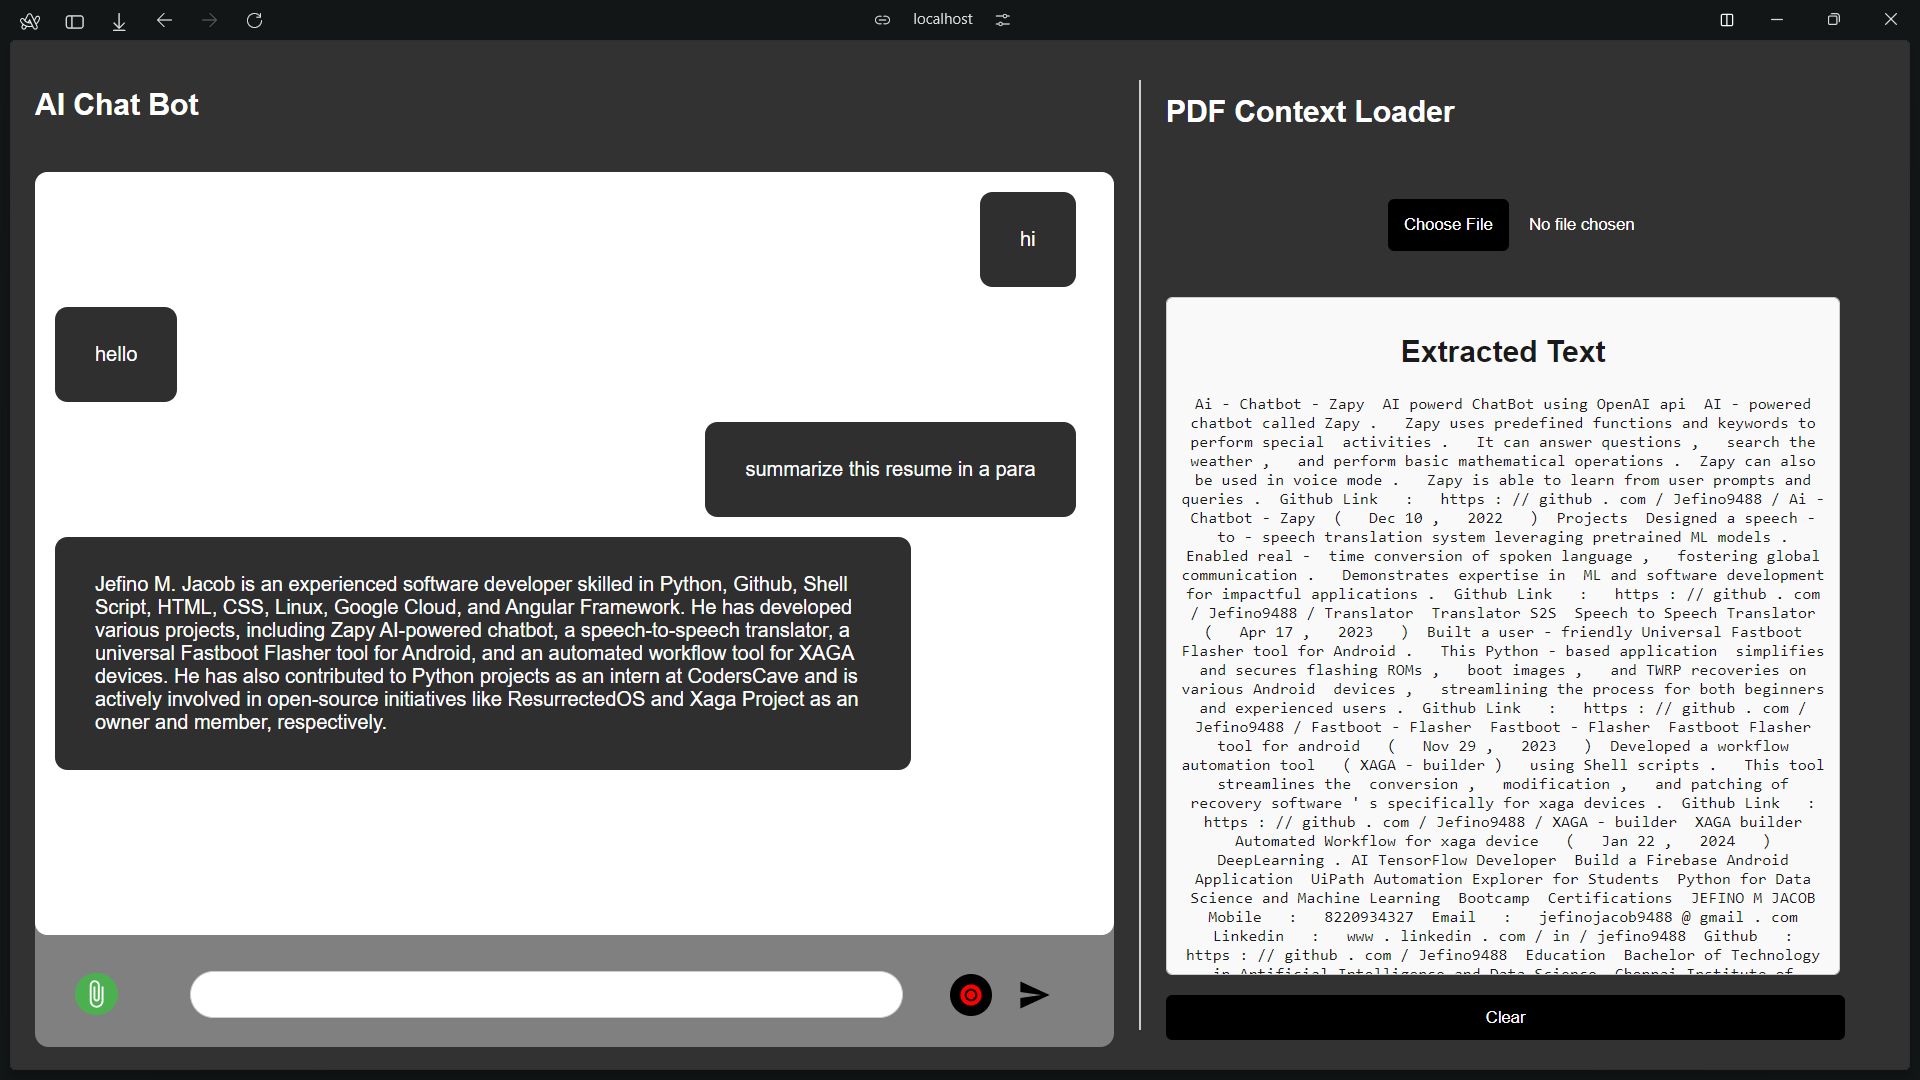 localhost
AI Chat Bot
hi
hello
summarize this resume in a para
Jefino M. Jacob is an experienced software developer skilled in Python, Github, Shell
Script, HTML, CSS, Linux, Google Cloud, and Angular Framework. He has developed
various projects, including Zapy AI-powered chatbot, a speech-to-speech translator, a
universal Fastboot Flasher tool for Android, and an automated workflow tool for XAGA
devices. He has also contributed to Python projects as an intern at CodersCave and is
actively involved in open-source initiatives like ResurrectedOS and Xaga Project as an
owner and member, respectively.
PDF Context Loader
Choose File No file chosen
Extracted Text
Ai - Chatbot - Zapy AI powerd ChatBot using OpenAI api AI - powered
chatbot called Zapy . Zapy uses predefined functions and keywords to
perform special activities . It can answer questions , search the
weather , and perform basic mathematical operations . Zapy can also
be used in voice mode . Zapy is able to learn from user prompts and
queries . Github Link : https : // github . com / Jefino9488 / Ai -
Chatbot - Zapy ( Dec 10 , 2022 ) Projects Designed a speech -
to - speech translation system leveraging pretrained ML models .
Enabled real - time conversion of spoken language , fostering global
communication . Demonstrates expertise in ML and software development
for impactful applications . Github Link : https : // github . com
/ Jefino9488 / Translator Translator S2S Speech to Speech Translator
( Apr 17 , 2023 ) Built a user - friendly Universal Fastboot
Flasher tool for Android . This Python - based application simplifies
and secures flashing ROMs , boot images , and TWRP recoveries on
various Android devices , streamlining the process for both beginners
and experienced users . Github Link : https : // github . com /
Jefino9488 / Fastboot - Flasher Fastboot - Flasher Fastboot Flasher
tool for android ( Nov 29 , 2023 ) Developed a workflow
automation tool ( XAGA - builder ) using Shell scripts . This tool
streamlines the conversion , modification , and patching of
recovery software ' s specifically for xaga devices . Github Link :
https : // github . com / Jefino9488 / XAGA - builder XAGA builder
Automated Workflow for xaga device ( Jan 22 , 2024 )
DeepLearning . AI TensorFlow Developer Build a Firebase Android
Application UiPath Automation Explorer for Students Python for Data
Science and Machine Learning Bootcamp Certifications JEFINO M JACOB
Mobile : 8220934327 Email : jefinojacob9488 @ gmail . com
Linkedin : www . linkedin . com / in / jefino9488 Github :
https : // github . com / Jefino9488 Education Bachelor of Technology
in Artificial Intelligence and Data Science Chennai Institute of
Clear